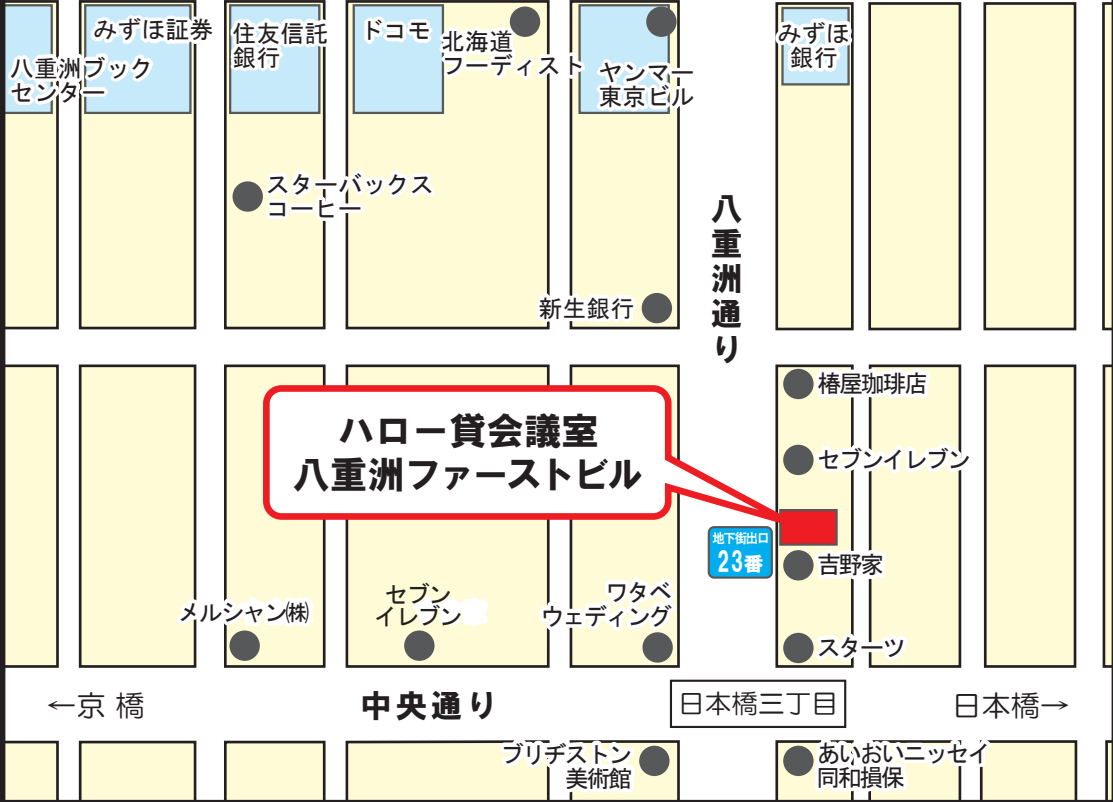 八重洲ブック
センター
みずほ証券
住友信託
銀行
ドコモ
北海道
フーディスト
ヤンマー
東京ビル
みずほ
銀行
スターバックス
コーヒー
新生銀行
八重洲通り
椿屋珈琲店
セブンイレブン
ハロー貸会議室
八重洲ファーストビル
地下街出口
23番
吉野家
スターツ
メルシャン㈱
セブン
イレブン
ワタベ
ウェディング
←京橋
中央通り
日本橋三丁目
日本橋→
ブリヂストン
美術館
あいおいニッセイ
同和損保